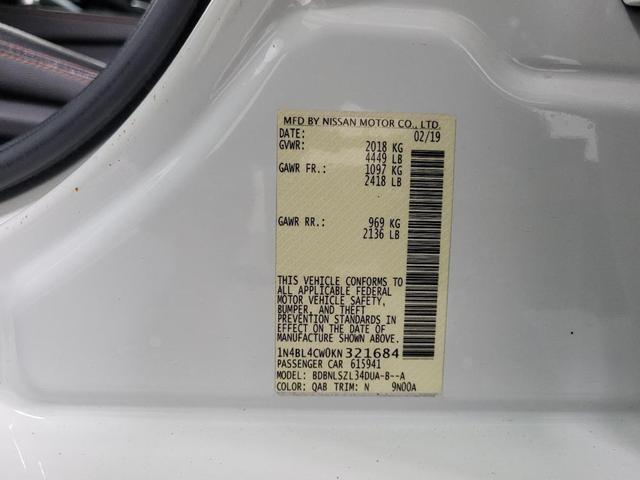 MFD BY NISSAN MOTOR CO., LTD.
DATE: 02/19
GVWR: 2018 KG
4449 LB
GAWR FR.: 1097 KG
2418 LB
GAWR RR.: 969 KG
2136 LB
THIS VEHICLE CONFORMS TO
ALL APPLICABLE FEDERAL
MOTOR VEHICLE SAFETY,
BUMPER, AND THEFT
PREVENTION STANDARDS IN
EFFECT ON THE DATE OF
MANUFACTURE SHOWN ABOVE.
1N4BL4CW0KN321684
PASSENGER CAR 615941
MODEL: BDBNLSZL34DUA-B--A
COLOR: QAB TRIM: N 9N00A